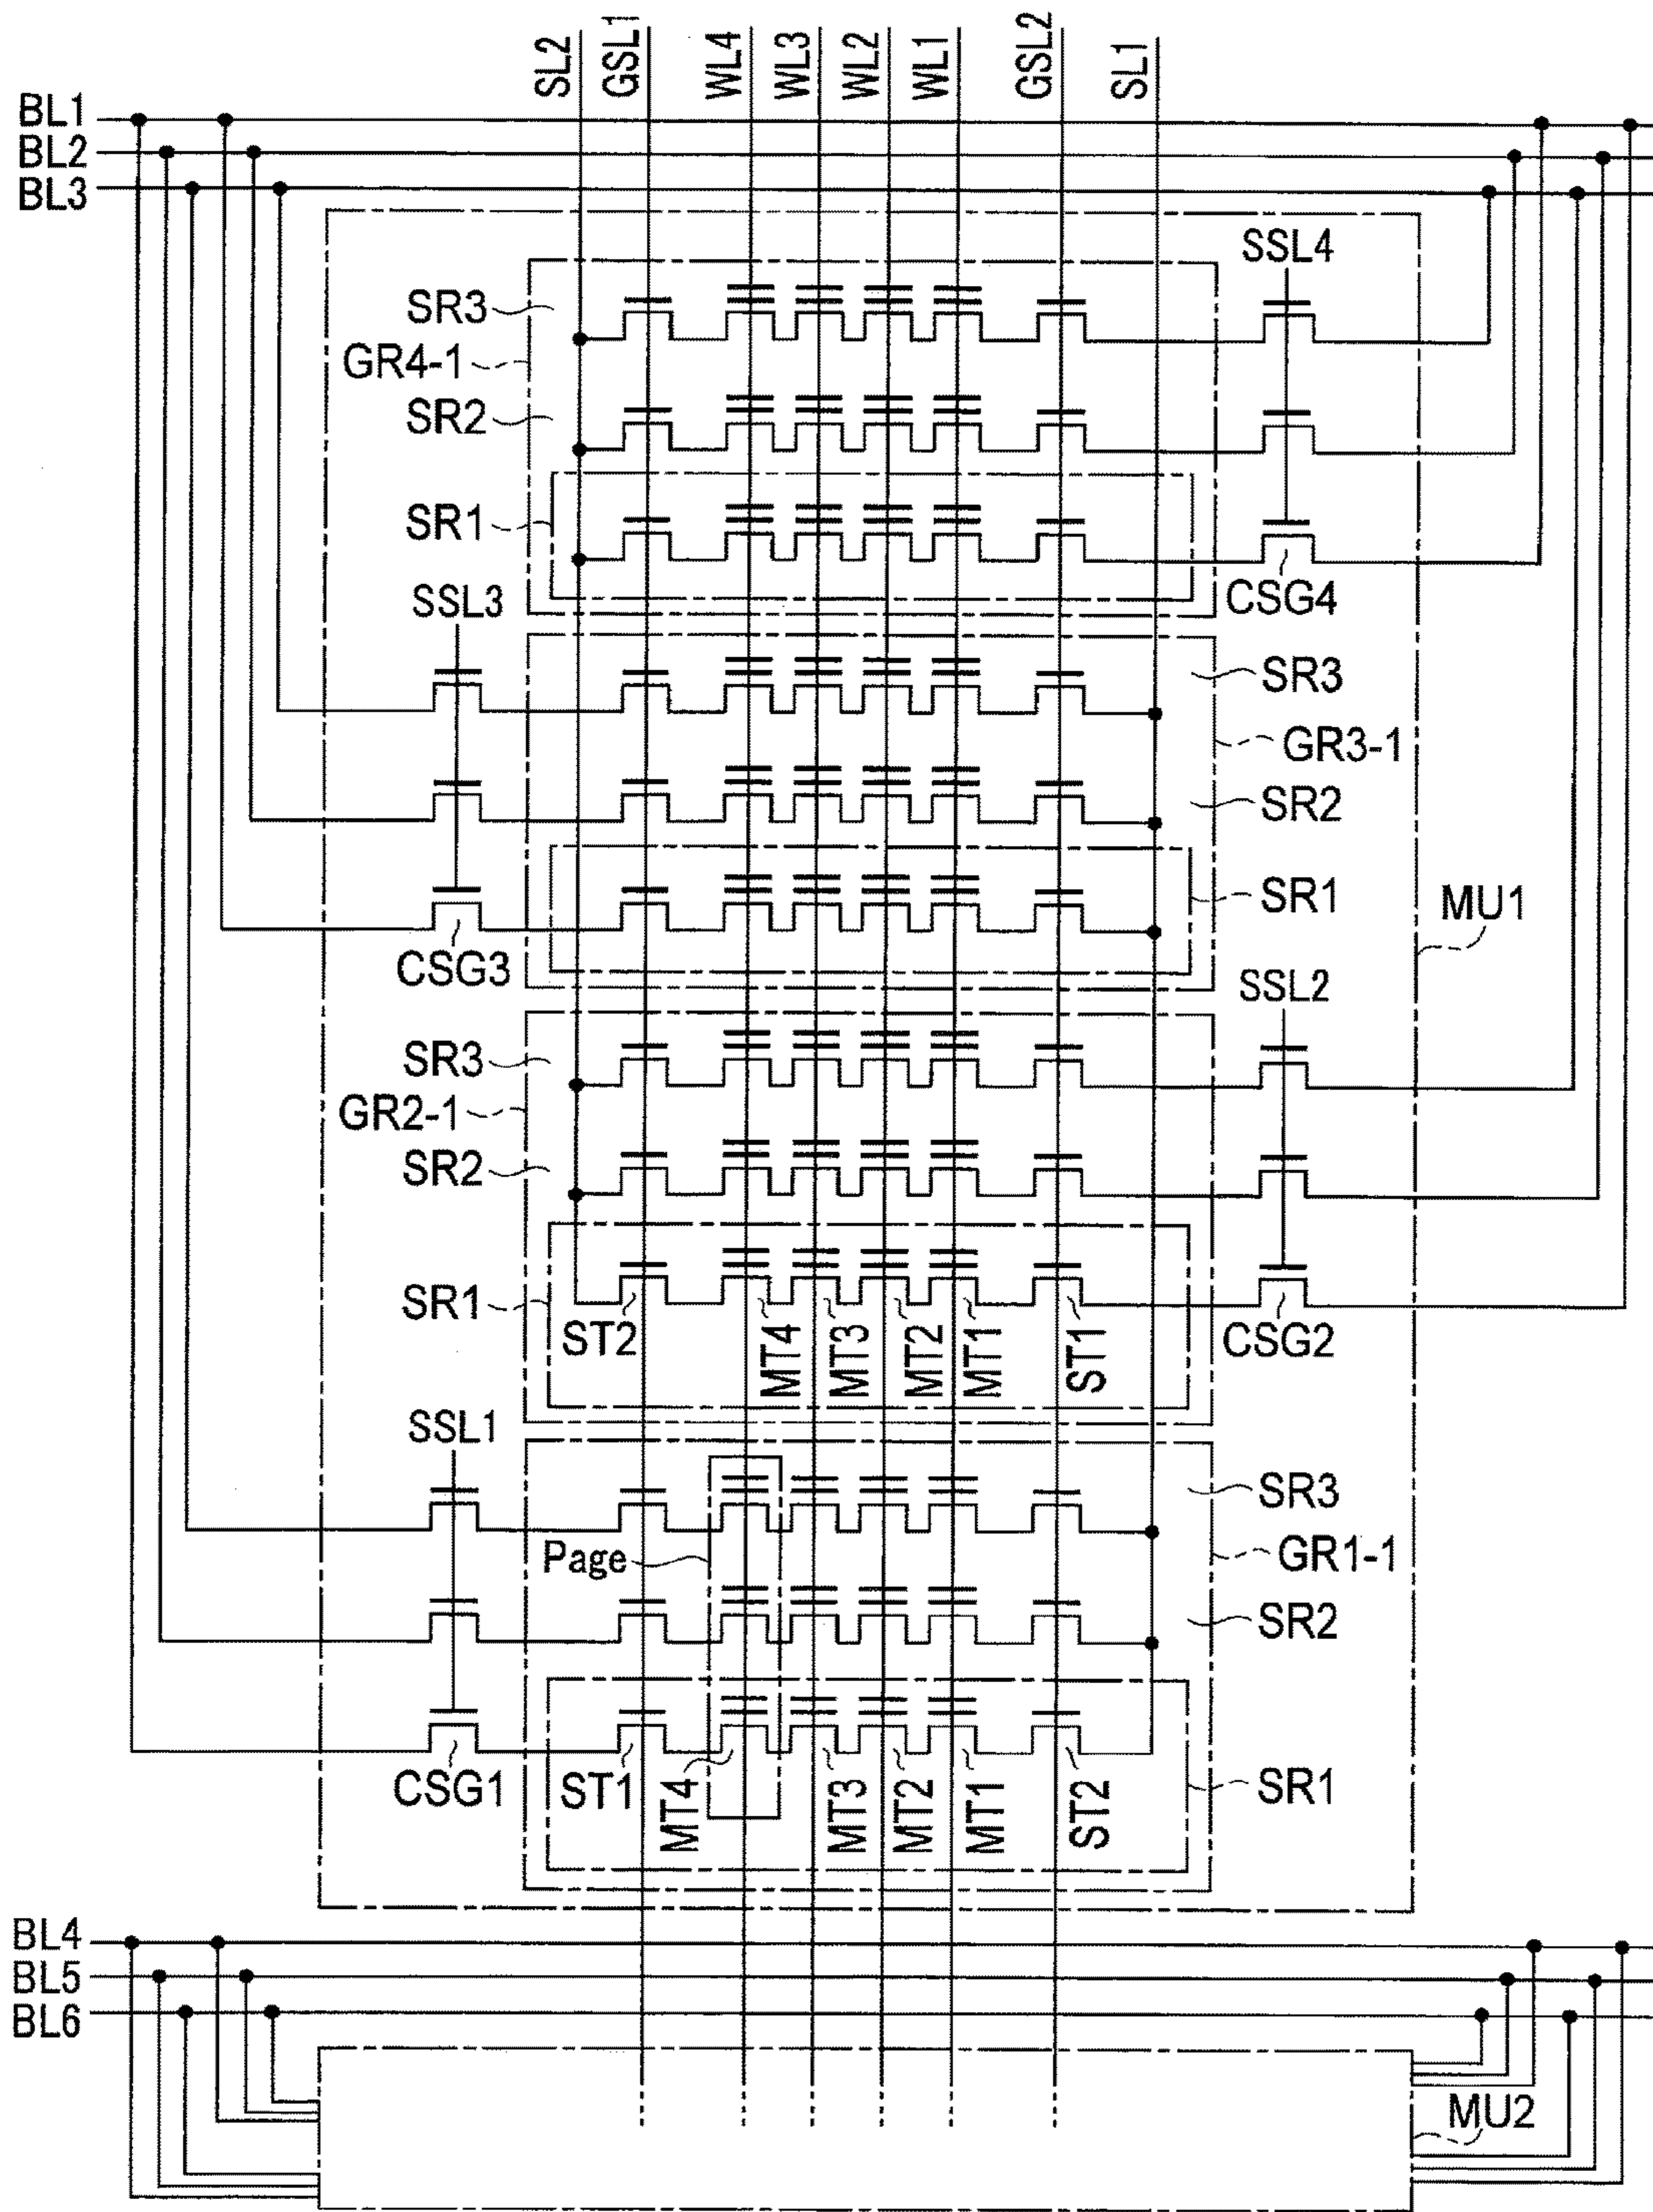 SL2 GSL1 WL4 WL3 WL2 WL1 GSL2 SL1
BL1
BL2
BL3
SSL4
SR3
GR4-1
SR2
SR1
CSG4
SSL3
SR3
GR3-1
SR2
SR1
MU1
CSG3
SSL2
SR3
GR2-1
SR2
SR1
ST2 MT4 MT3 MT2 MT1 ST1 CSG2
SSL1
SR3
Page
GR1-1
SR2
CSG1 ST1 MT4 MT3 MT2 MT1 ST2 SR1
BL4
BL5
BL6
MU2